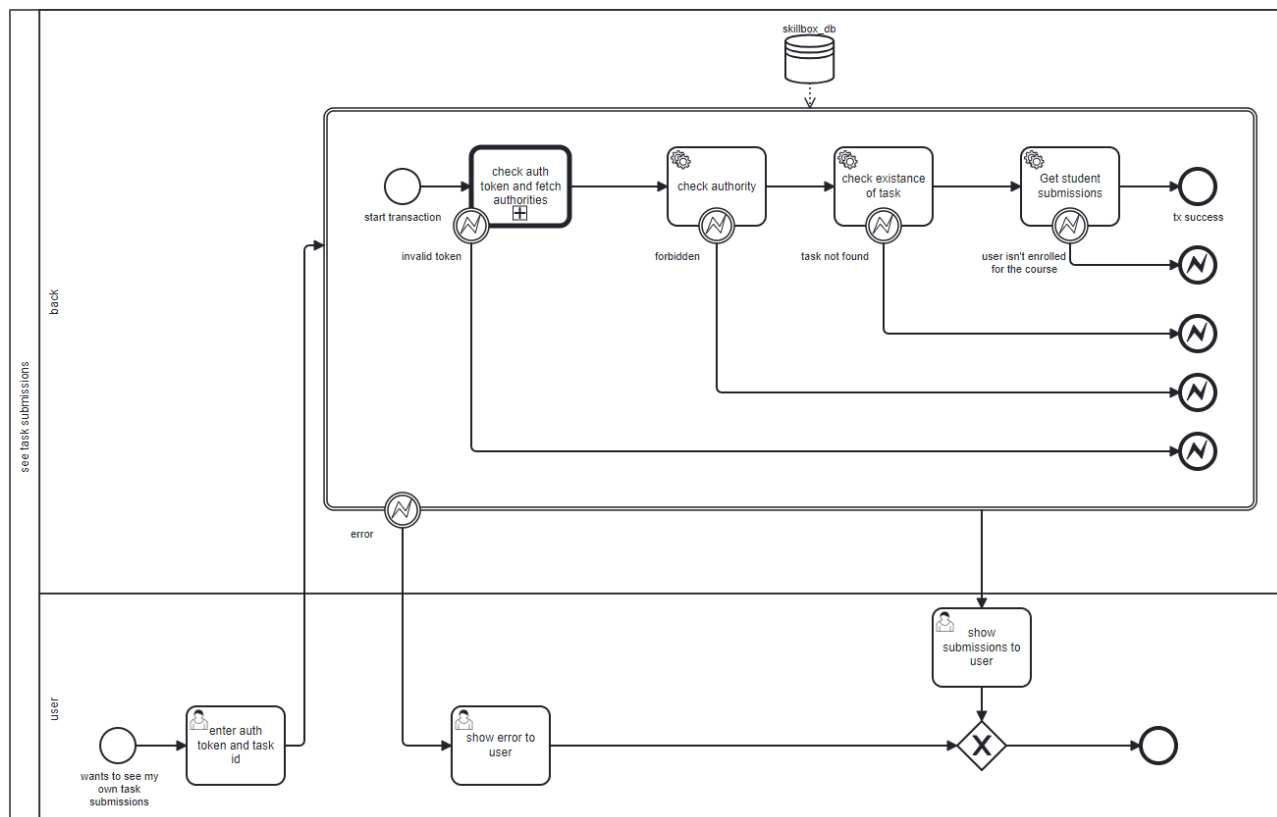 see task submissions
back
skillbox_db
start transaction
check auth
token and fetch
authorities
invalid token
check authority
forbidden
check existance
of task
task not found
Get student
submissions
user isn't enrolled
for the course
tx success
error
user
wants to see my
own task
submissions
enter auth
token and task
id
show error to
user
show
submissions to
user